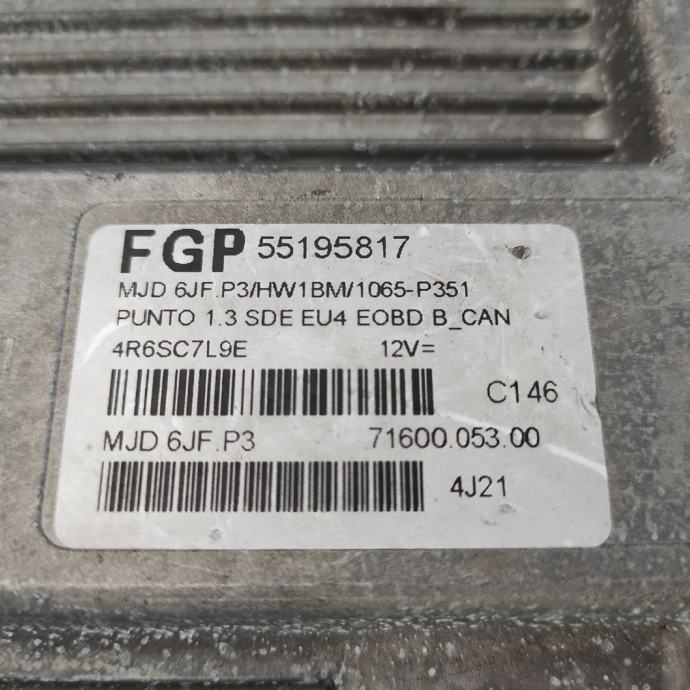 FGP 55195817
MJD 6JF.P3/HW1BM/1065-P351
PUNTO 1.3 SDE EU4 EOBD B_CAN
4R6SC7L9E 12V=
C146
MJD 6JF.P3 71600.053.00
4J21